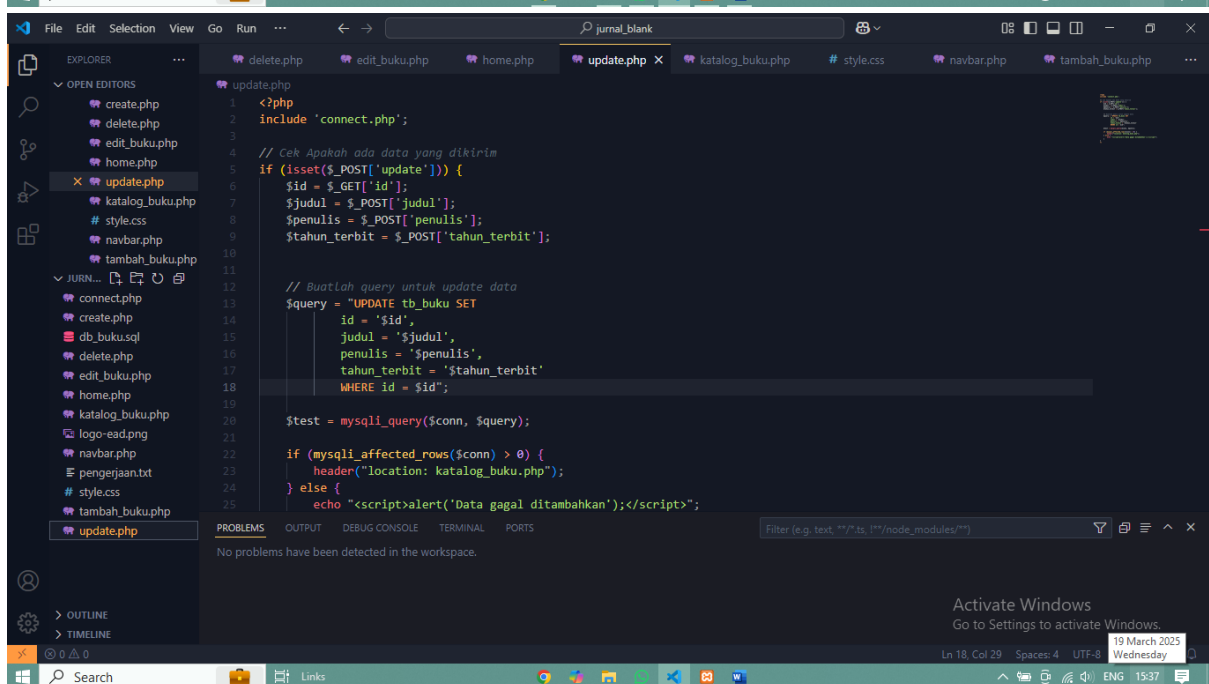 File Edit Selection View Go Run ··· jurnal_blank
EXPLORER ···
OPEN EDITORS
create.php
delete.php
edit_buku.php
home.php
update.php
katalog_buku.php
# style.css
navbar.php
tambah_buku.php
JURN...
connect.php
create.php
db_buku.sql
delete.php
edit_buku.php
home.php
katalog_buku.php
logo-ead.png
navbar.php
pengerjaan.txt
# style.css
tambah_buku.php
update.php
OUTLINE
TIMELINE
delete.php edit_buku.php home.php update.php katalog_buku.php # style.css navbar.php tambah_buku.php ···
update.php
1 <?php
2 include 'connect.php';
3
4 // Cek Apakah ada data yang dikirim
5 if (isset($_POST['update'])) {
6 $id = $_GET['id'];
7 $judul = $_POST['judul'];
8 $penulis = $_POST['penulis'];
9 $tahun_terbit = $_POST['tahun_terbit'];
10
11
12 // Buatlah query untuk update data
13 $query = "UPDATE tb_buku SET
14 id = '$id',
15 judul = '$judul',
16 penulis = '$penulis',
17 tahun_terbit = '$tahun_terbit'
18 WHERE id = $id";
19
20 $test = mysqli_query($conn, $query);
21
22 if (mysqli_affected_rows($conn) > 0) {
23 header("location: katalog_buku.php");
24 } else {
25 echo "<script>alert('Data gagal ditambahkan');</script>";
PROBLEMS OUTPUT DEBUG CONSOLE TERMINAL PORTS Filter (e.g. text, **/*.ts, !**/node_modules/**)
No problems have been detected in the workspace.
Activate Windows
Go to Settings to activate Windows.
19 March 2025
Wednesday
0 0 Ln 18, Col 29 Spaces: 4 UTF-8
Search Links ENG 15:37